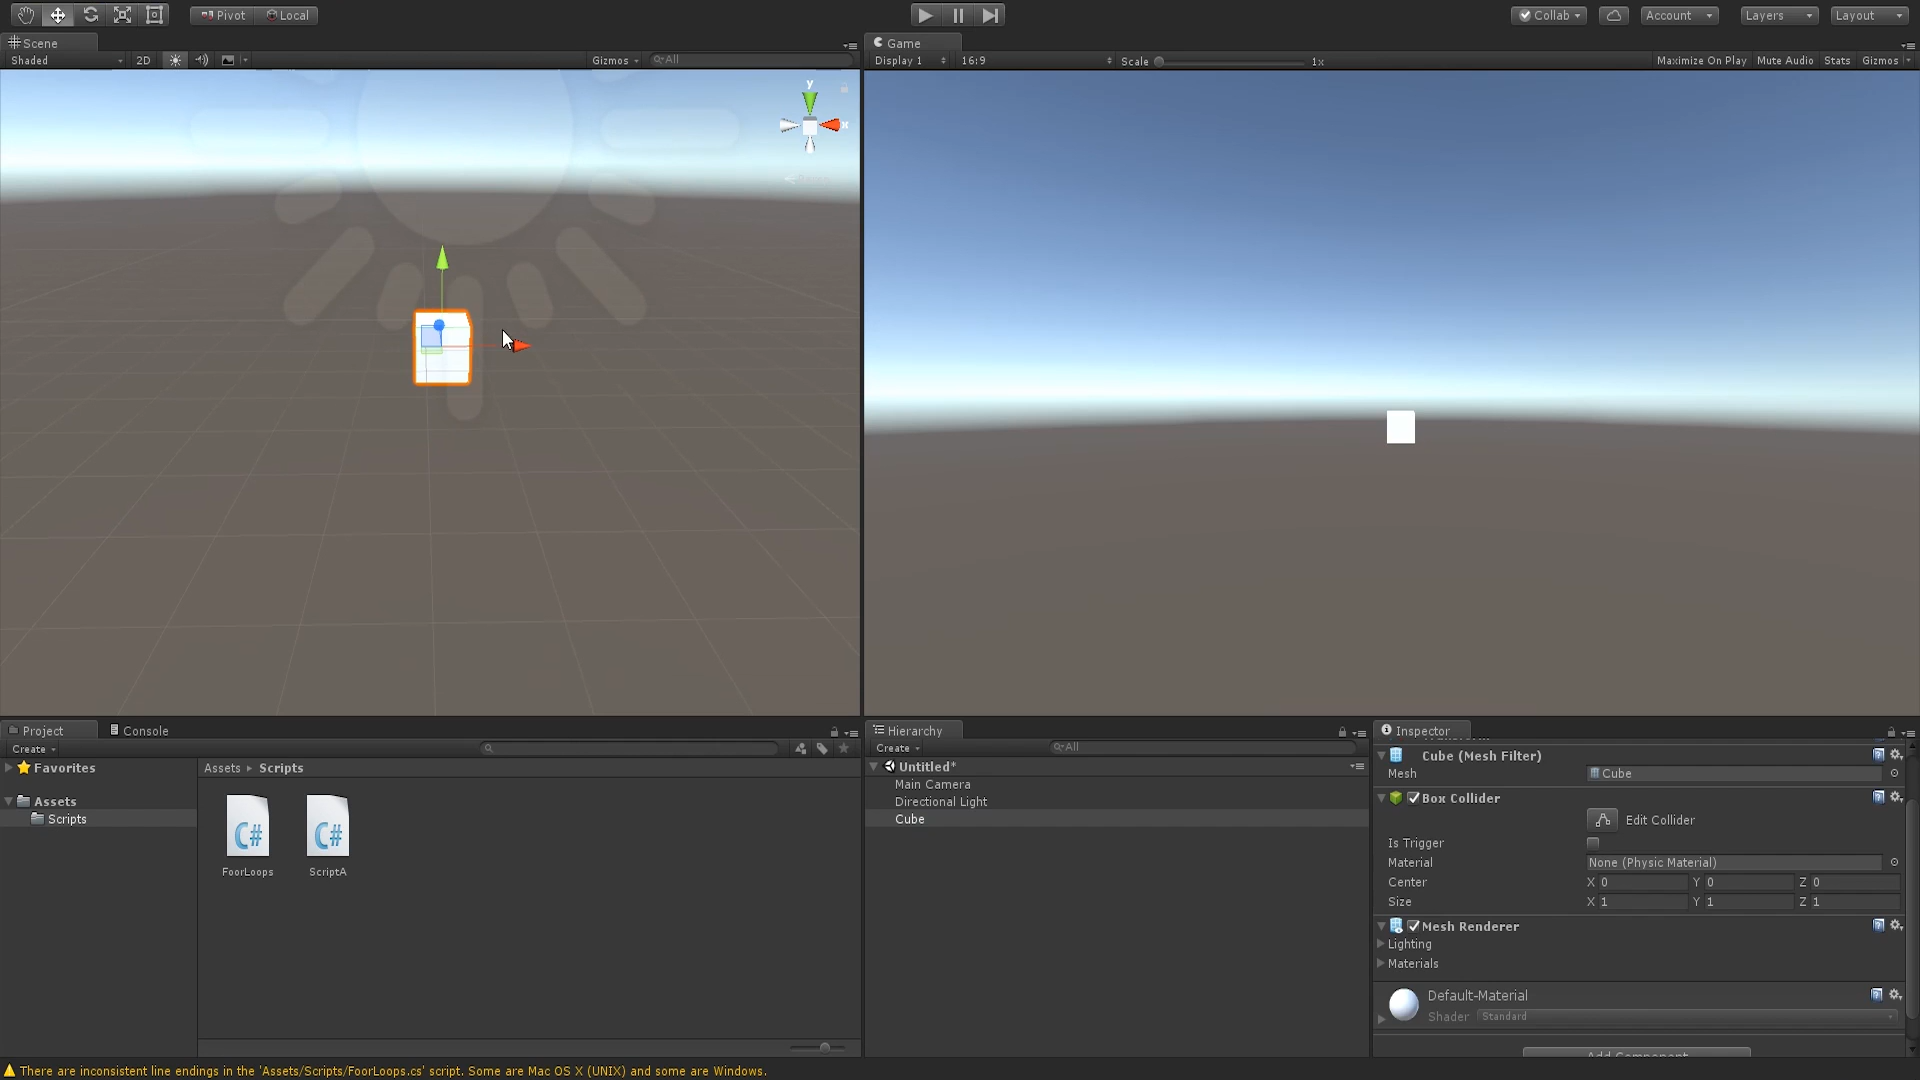 Pivot Local Collab Account Layers Layout
Scene
Shaded 2D Gizmos All
y
x
Game
Display 1 16:9 Scale 1x Maximize On Play Mute Audio Stats Gizmos
Project Console
Create
Favorites
Assets
Scripts
Assets Scripts
C# C#
FoorLoops ScriptA
Hierarchy
Create All
Untitled*
Main Camera
Directional Light
Cube
Inspector
Cube (Mesh Filter)
Mesh Cube
Box Collider
Edit Collider
Is Trigger
Material None (Physic Material)
Center X 0 Y 0 Z 0
Size X 1 Y 1 Z 1
Mesh Renderer
Lighting
Materials
Default-Material
Shader Standard
Add Component
There are inconsistent line endings in the 'Assets/Scripts/FoorLoops.cs' script. Some are Mac OS X (UNIX) and some are Windows.